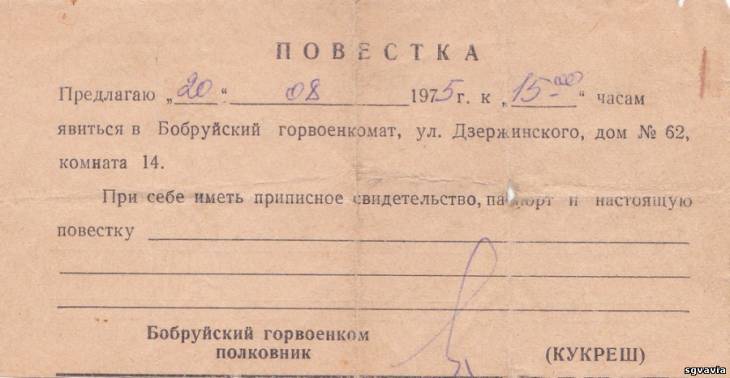 ПОВЕСТКА
Предлагаю „20“ 08 1975 г. к „15-00“ часам
явиться в Бобруйский горвоенкомат, ул. Дзержинского, дом № 62,
комната 14.
При себе иметь приписное свидетельство, паспорт и настоящую
повестку
Бобруйский горвоенком
полковник (КУКРЕШ)
sgvavia